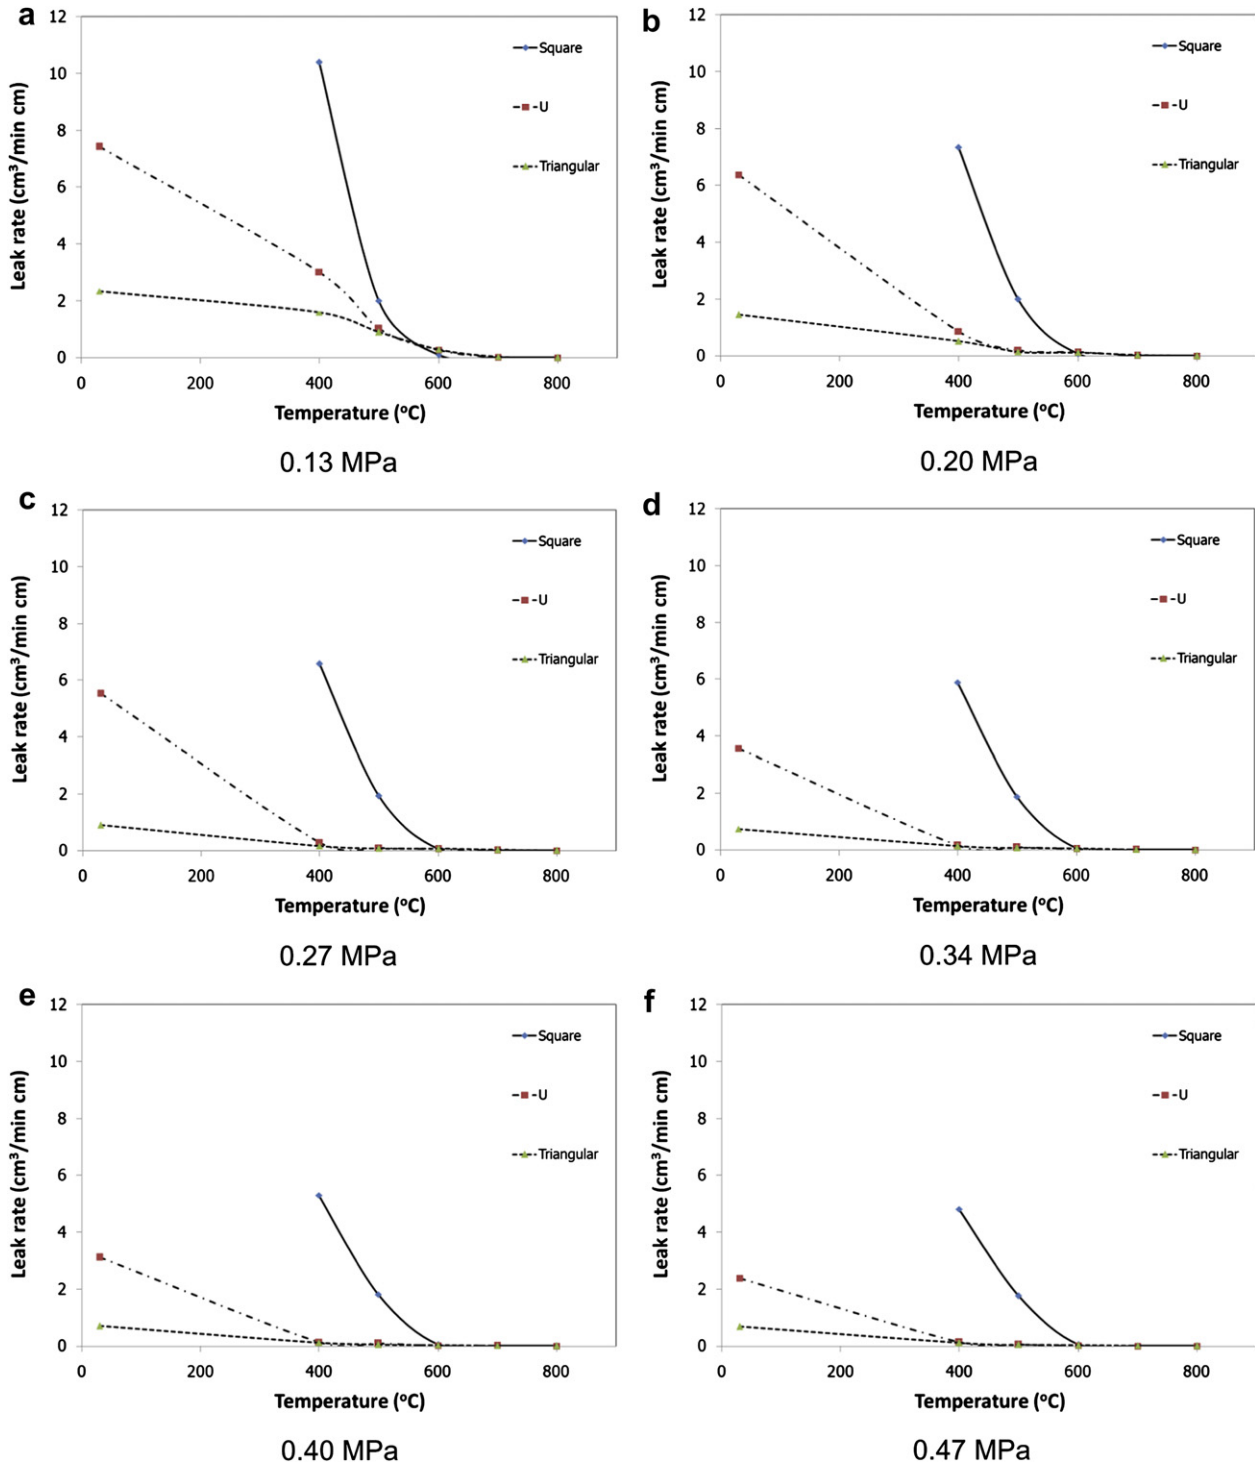 a
12
10
8
6
4
2
0
Leak rate (cm³/min cm)
Square
U
Triangular
0 200 400 600 800
Temperature (ºC)
0.13 MPa
b
12
10
8
6
4
2
0
Leak rate (cm³/min cm)
Square
U
Triangular
0 200 400 600 800
Temperature (ºC)
0.20 MPa
c
12
10
8
6
4
2
0
Leak rate (cm³/min cm)
Square
U
Triangular
0 200 400 600 800
Temperature (ºC)
0.27 MPa
d
12
10
8
6
4
2
0
Leak rate (cm³/min cm)
Square
U
Triangular
0 200 400 600 800
Temperature (ºC)
0.34 MPa
e
12
10
8
6
4
2
0
Leak rate (cm³/min cm)
Square
U
Triangular
0 200 400 600 800
Temperature (ºC)
0.40 MPa
f
12
10
8
6
4
2
0
Leak rate (cm³/min cm)
Square
U
Triangular
0 200 400 600 800
Temperature (ºC)
0.47 MPa